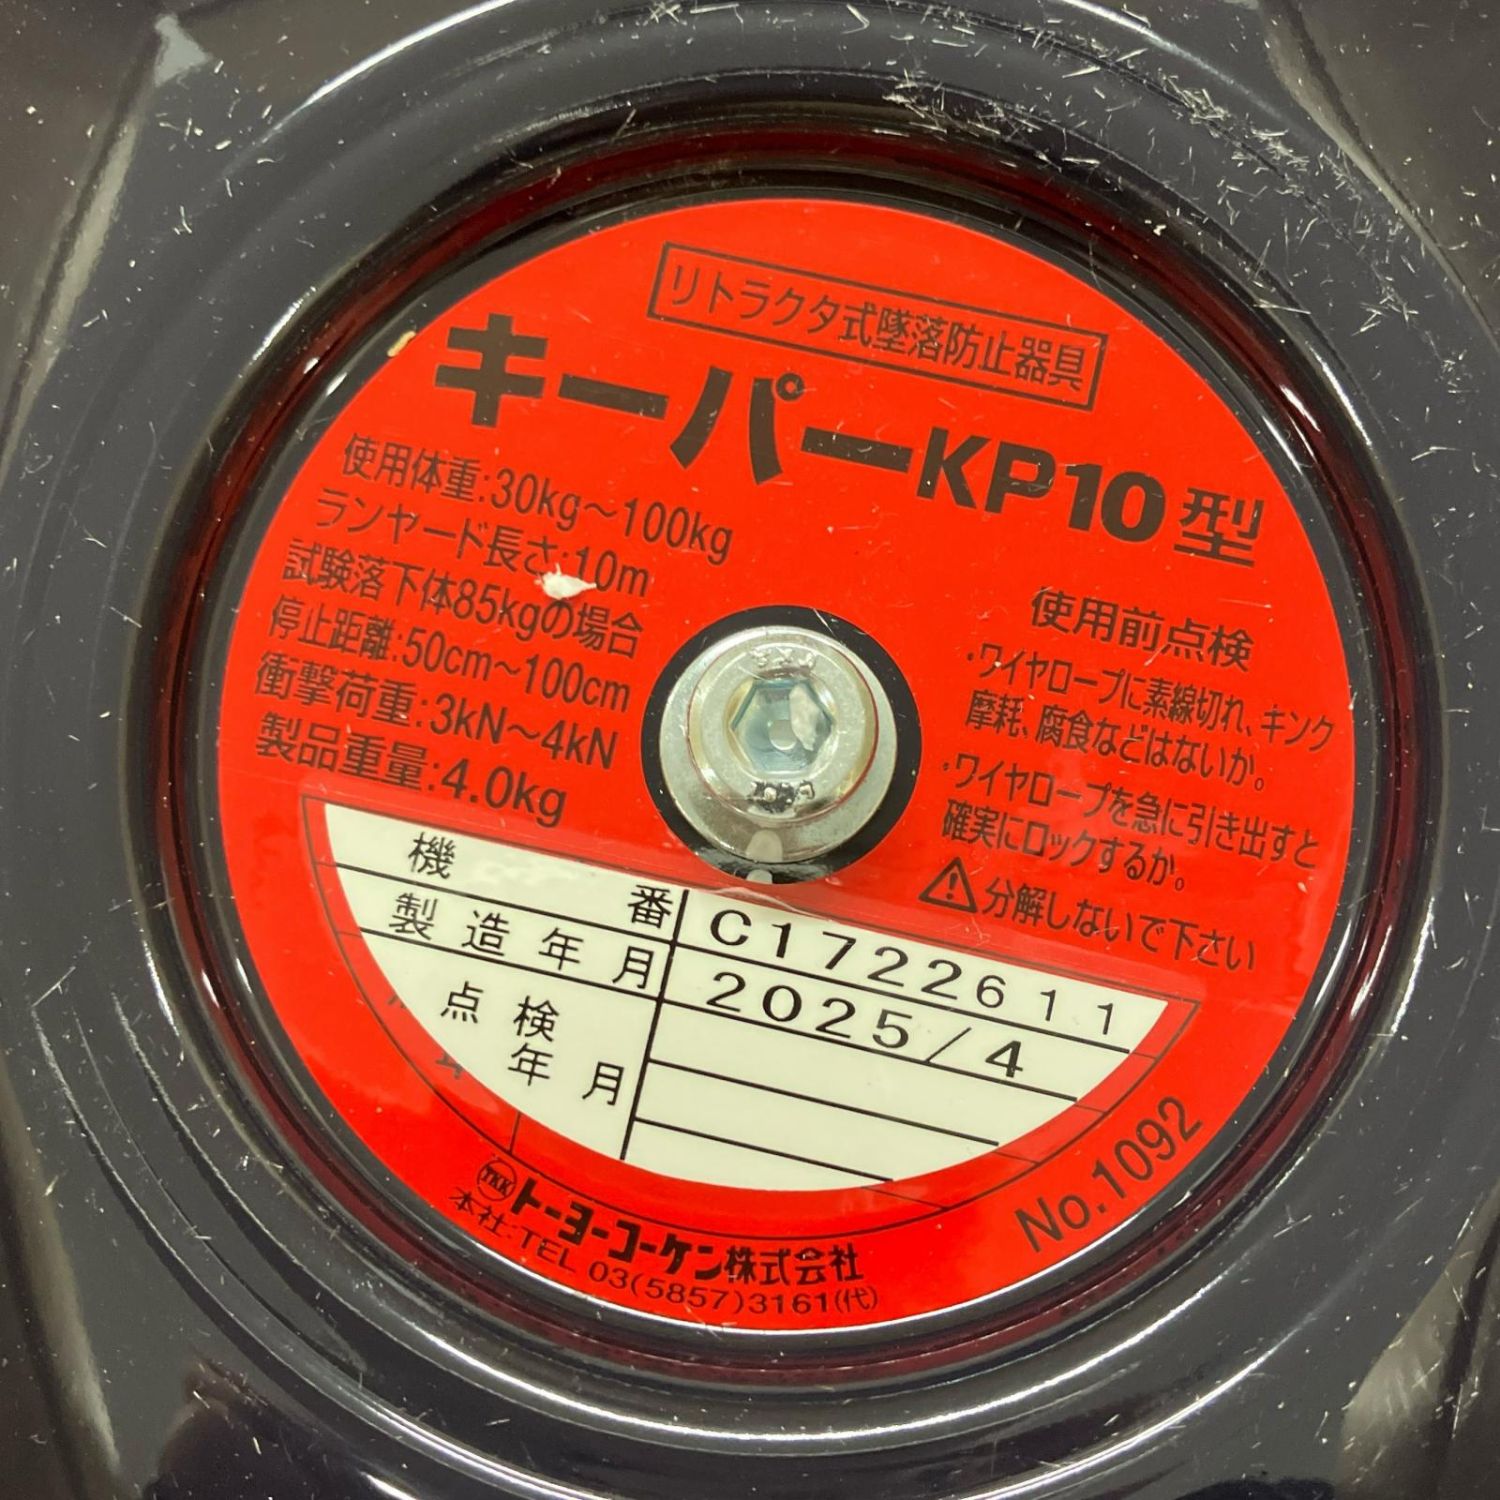 リトラクタ式墜落防止器具
キーパーKP10型
使用体重:30kg～100kg
ランヤード長さ:10m
試験落下体85kgの場合
停止距離:50cm～100cm
衝撃荷重:3kN～4kN
製品重量:4.0kg
使用前点検
・ワイヤロープに素線切れ、キンク
摩耗、腐食などはないか。
・ワイヤロープを急に引き出すと
確実にロックするか。
⚠分解しないで下さい
機番 C1722611
製造年月 2025/4
点検年月
No.1092
TKK トーヨーコーケン株式会社
本社:TEL 03(5857)3161(代)